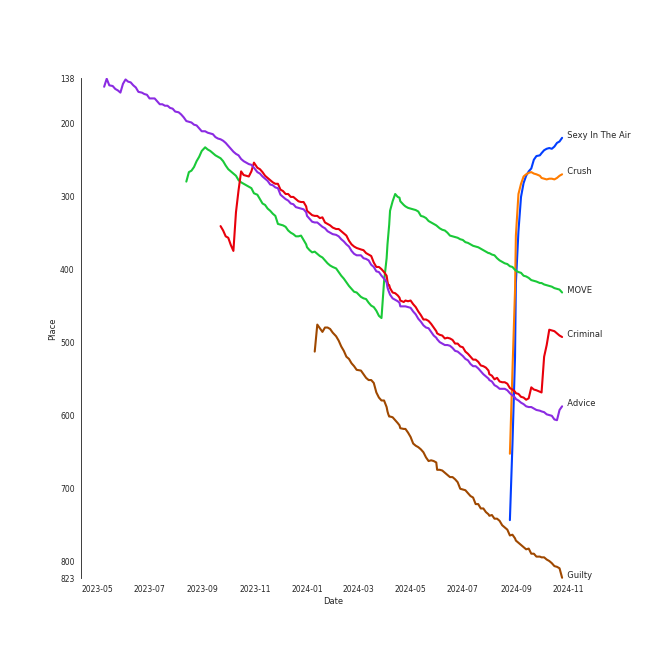 138
200
300
400
500
600
700
800
823
Place
2023-05
2023-07
2023-09
2023-11
2024-01
2024-03
2024-05
2024-07
2024-09
2024-11
Date
Sexy In The Air
Crush
MOVE
Criminal
Advice
Guilty